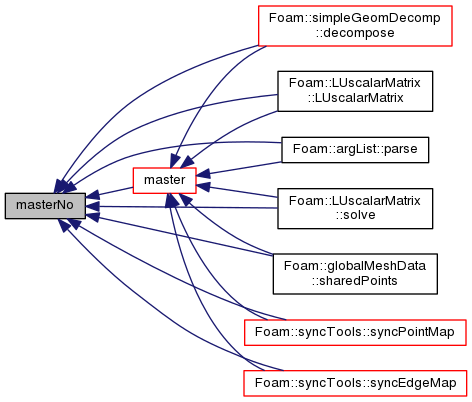 Foam::simpleGeomDecomp
::decompose
Foam::LUscalarMatrix
::LUscalarMatrix
Foam::argList::parse
master
masterNo
Foam::LUscalarMatrix
::solve
Foam::globalMeshData
::sharedPoints
Foam::syncTools::syncPointMap
Foam::syncTools::syncEdgeMap